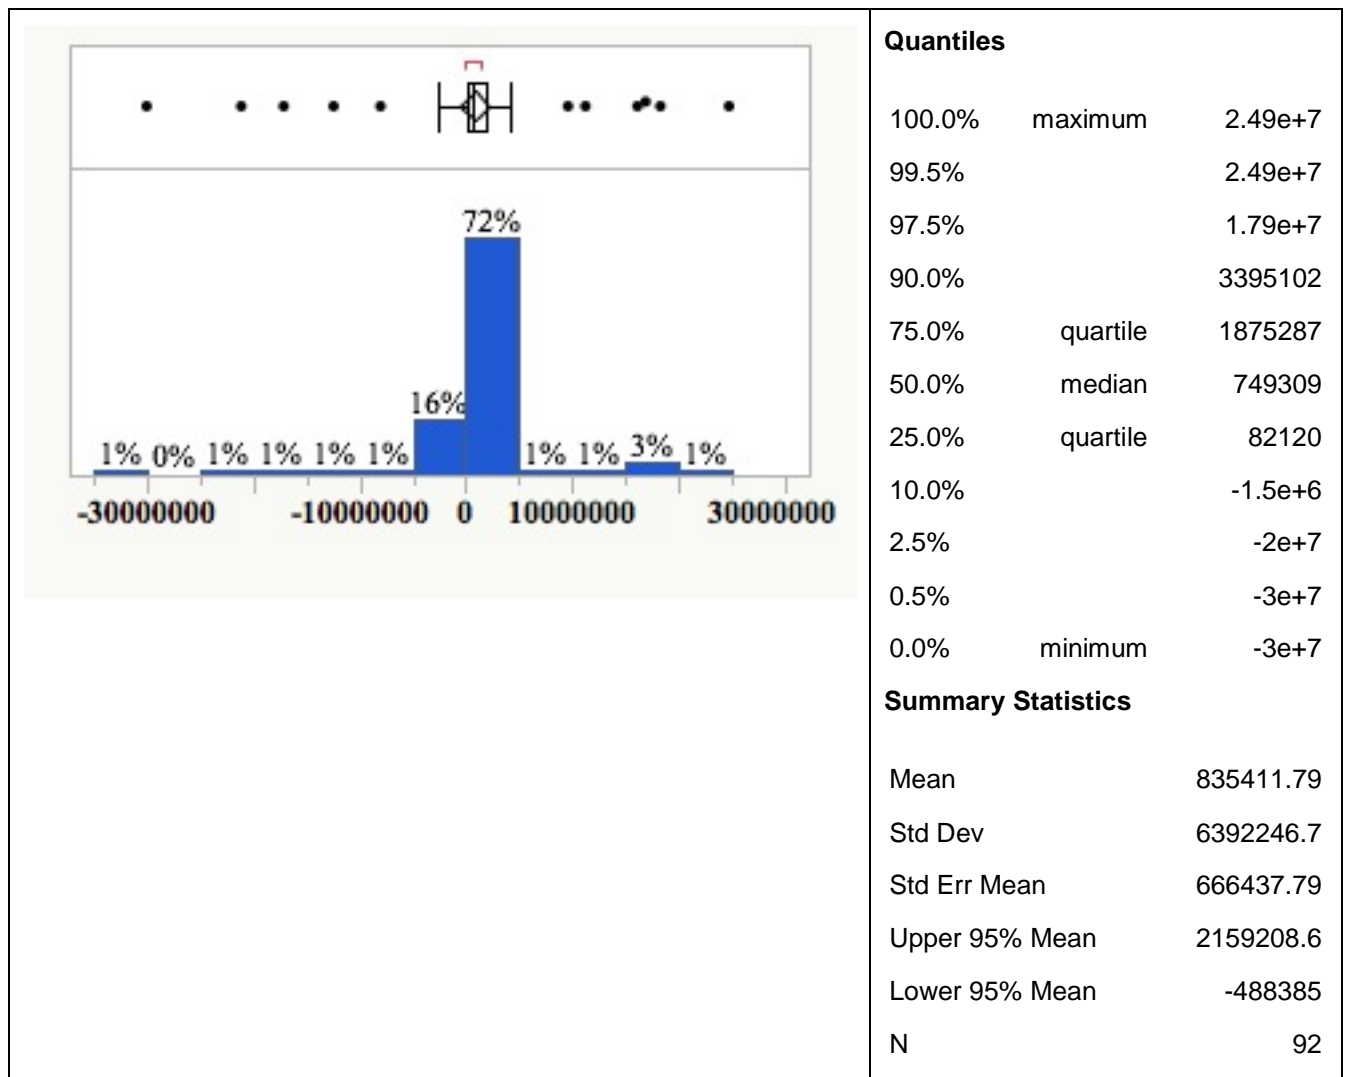 72%
16%
1% 0% 1% 1% 1% 1% 1% 1% 3% 1%
-30000000 -10000000 0 10000000 30000000
Quantiles
100.0% maximum 2.49e+7
99.5% 2.49e+7
97.5% 1.79e+7
90.0% 3395102
75.0% quartile 1875287
50.0% median 749309
25.0% quartile 82120
10.0% -1.5e+6
2.5% -2e+7
0.5% -3e+7
0.0% minimum -3e+7
Summary Statistics
Mean 835411.79
Std Dev 6392246.7
Std Err Mean 666437.79
Upper 95% Mean 2159208.6
Lower 95% Mean -488385
N 92